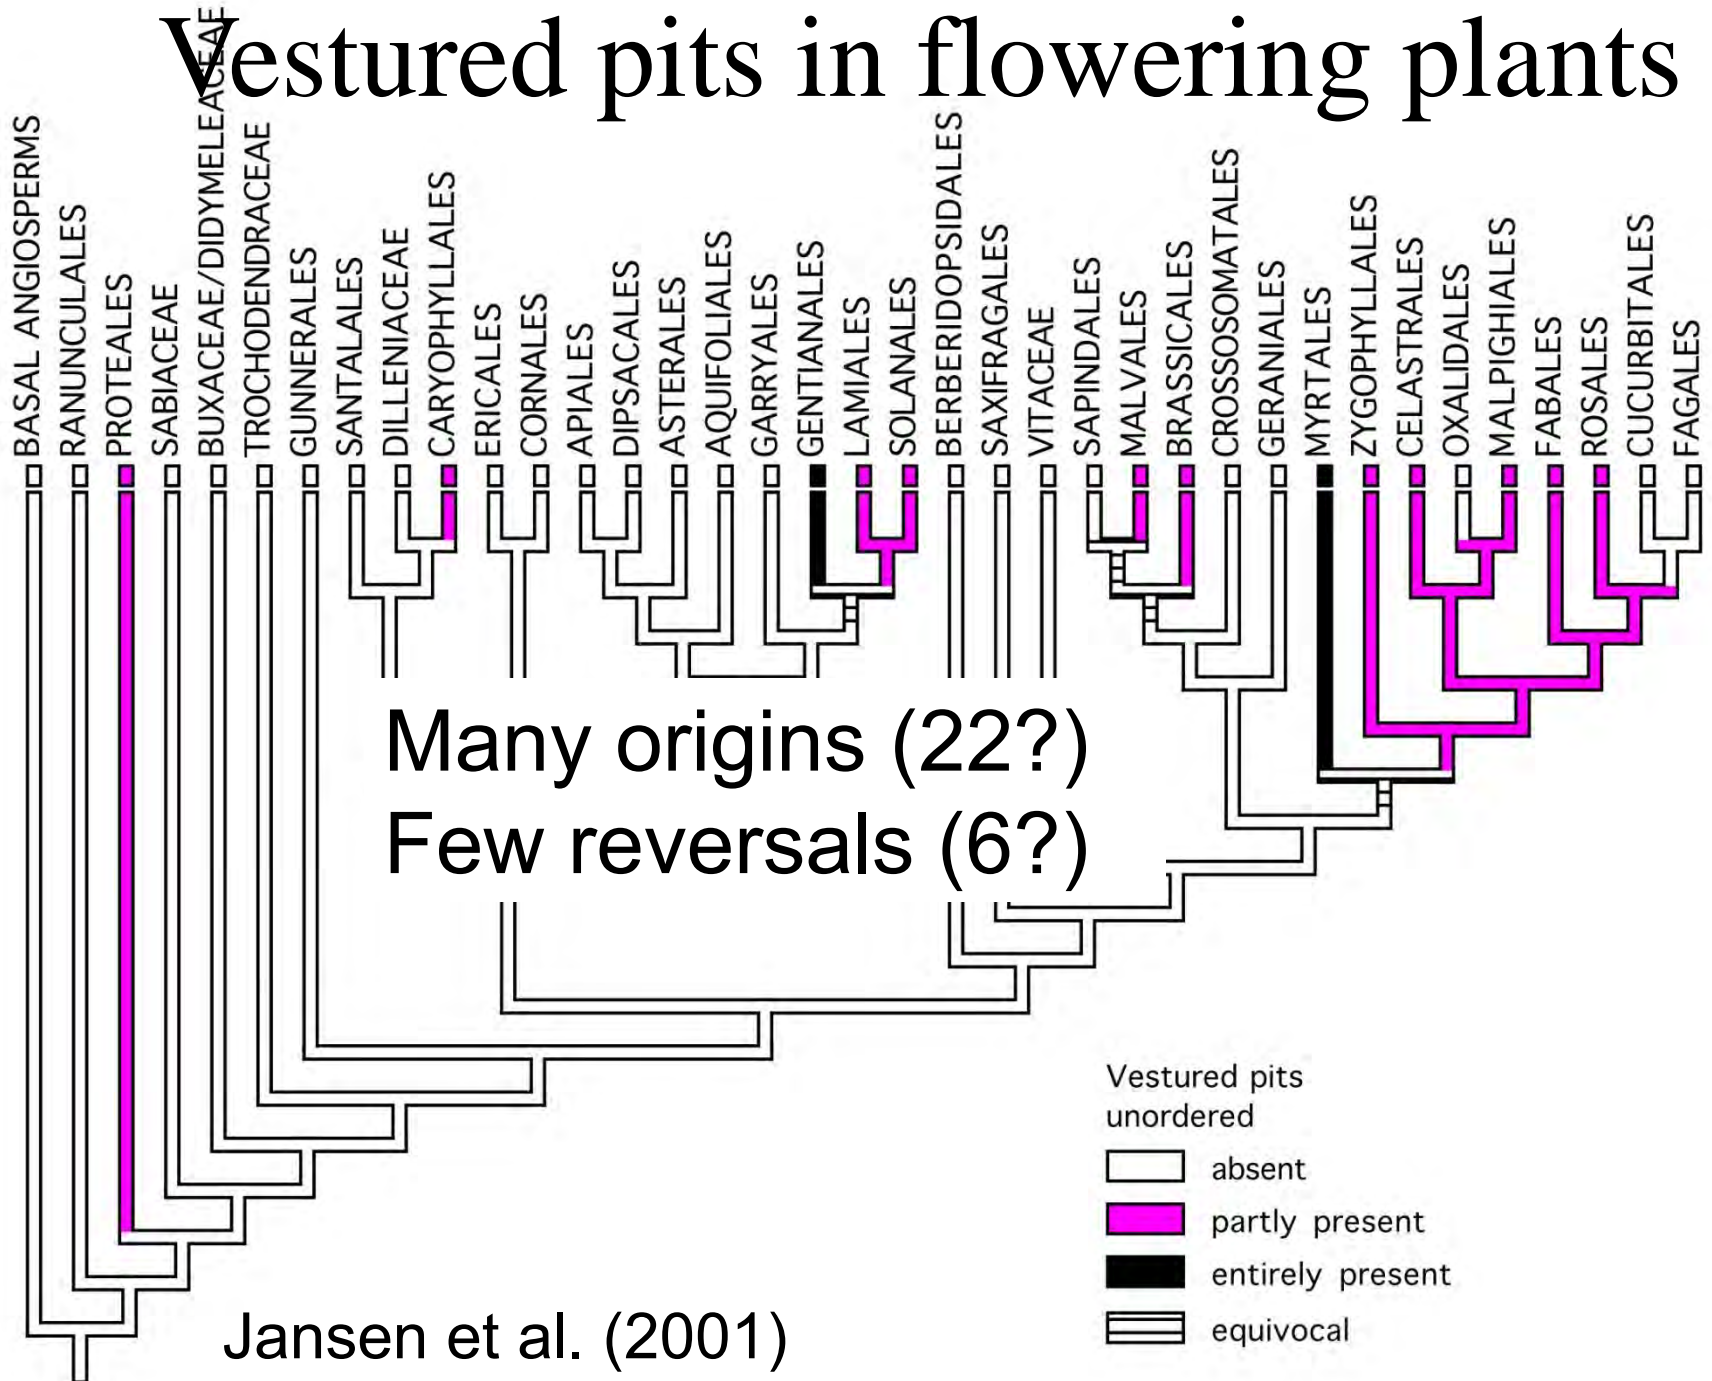 Vestured pits in flowering plants
BASAL ANGIOSPERMS
RANUNCULALES
PROTEALES
SABIACEAE
BUXACEAE/DIDYMELEACEAE
TROCHODENDRACEAE
GUNNERALES
SANTALALES
DILLENIACEAE
CARYOPHYLLALES
ERICALES
CORNALES
APIALES
DIPSACALES
ASTERALES
AQUIFOLIALES
GARRYALES
GENTIANALES
LAMIALES
SOLANALES
BERBERIDOPSIDALES
SAXIFRAGALES
VITACEAE
SAPINDALES
MALVALES
BRASSICALES
CROSSOSOMATALES
GERANIALES
MYRTALES
ZYGOPHYLLALES
CELASTRALES
OXALIDALES
MALPIGHIALES
FABALES
ROSALES
CUCURBITALES
FAGALES
Many origins (22?)
Few reversals (6?)
Vestured pits
unordered
absent
partly present
entirely present
equivocal
Jansen et al. (2001)